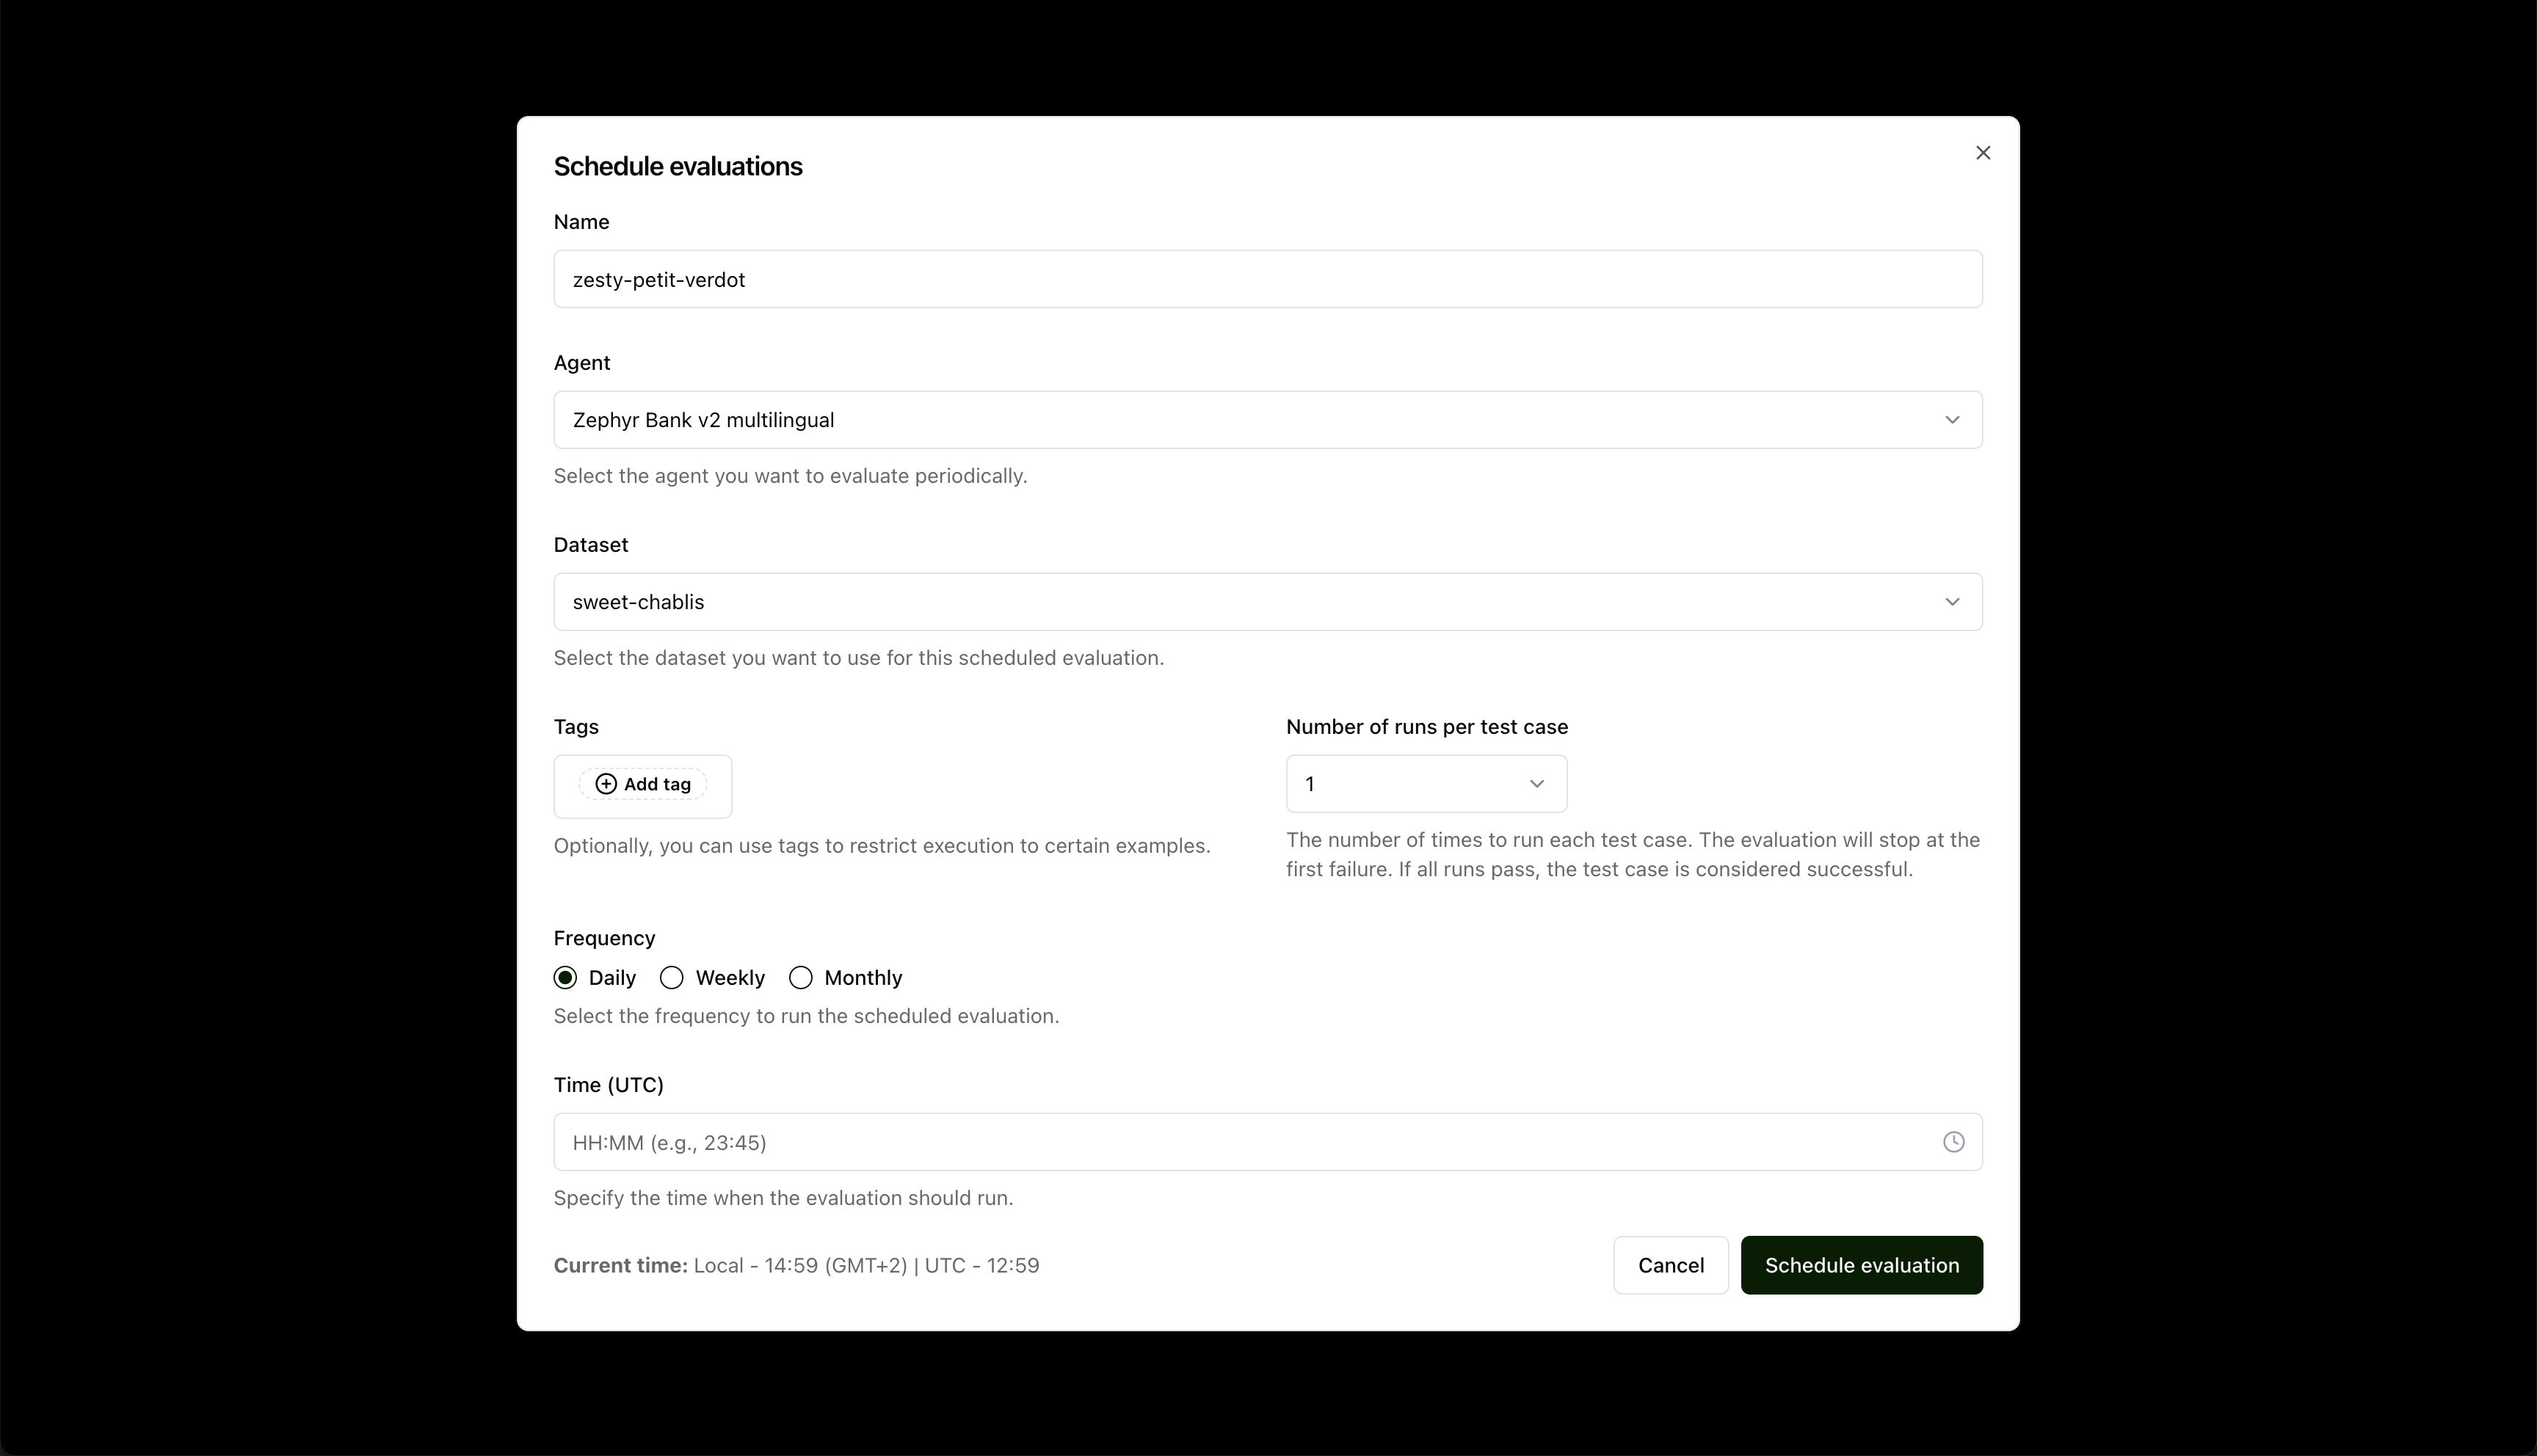 Schedule evaluations
Name
zesty-petit-verdot
Agent
Zephyr Bank v2 multilingual
Select the agent you want to evaluate periodically.
Dataset
sweet-chablis
Select the dataset you want to use for this scheduled evaluation.
Tags
Add tag
Optionally, you can use tags to restrict execution to certain examples.
Number of runs per test case
1
The number of times to run each test case. The evaluation will stop at the
first failure. If all runs pass, the test case is considered successful.
Frequency
Daily Weekly Monthly
Select the frequency to run the scheduled evaluation.
Time (UTC)
HH:MM (e.g., 23:45)
Specify the time when the evaluation should run.
Current time: Local - 14:59 (GMT+2) | UTC - 12:59
Cancel
Schedule evaluation